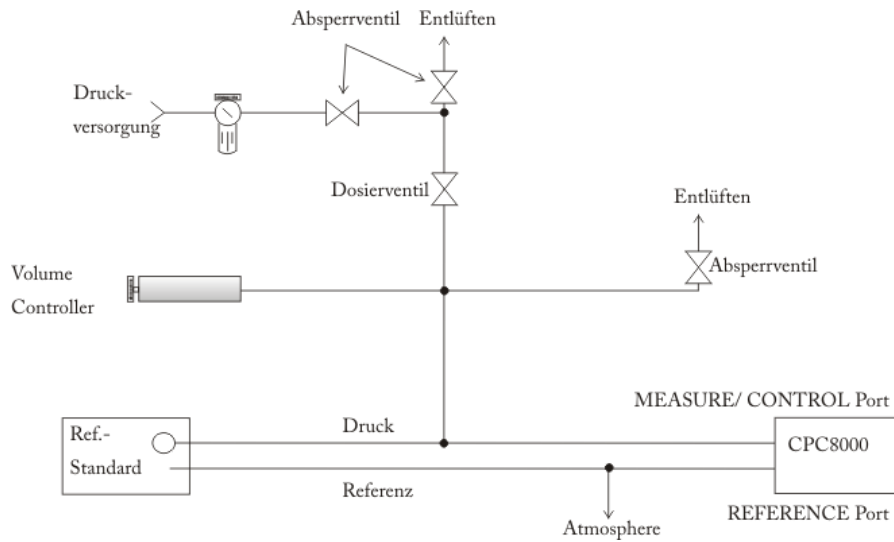 Absperrventil
Entlüften
Druck-
versorgung
Dosierventil
Entlüften
Absperrventil
Volume
Controller
MEASURE/ CONTROL Port
Ref.-
Standard
Druck
CPC8000
Referenz
REFERENCE Port
Atmosphere